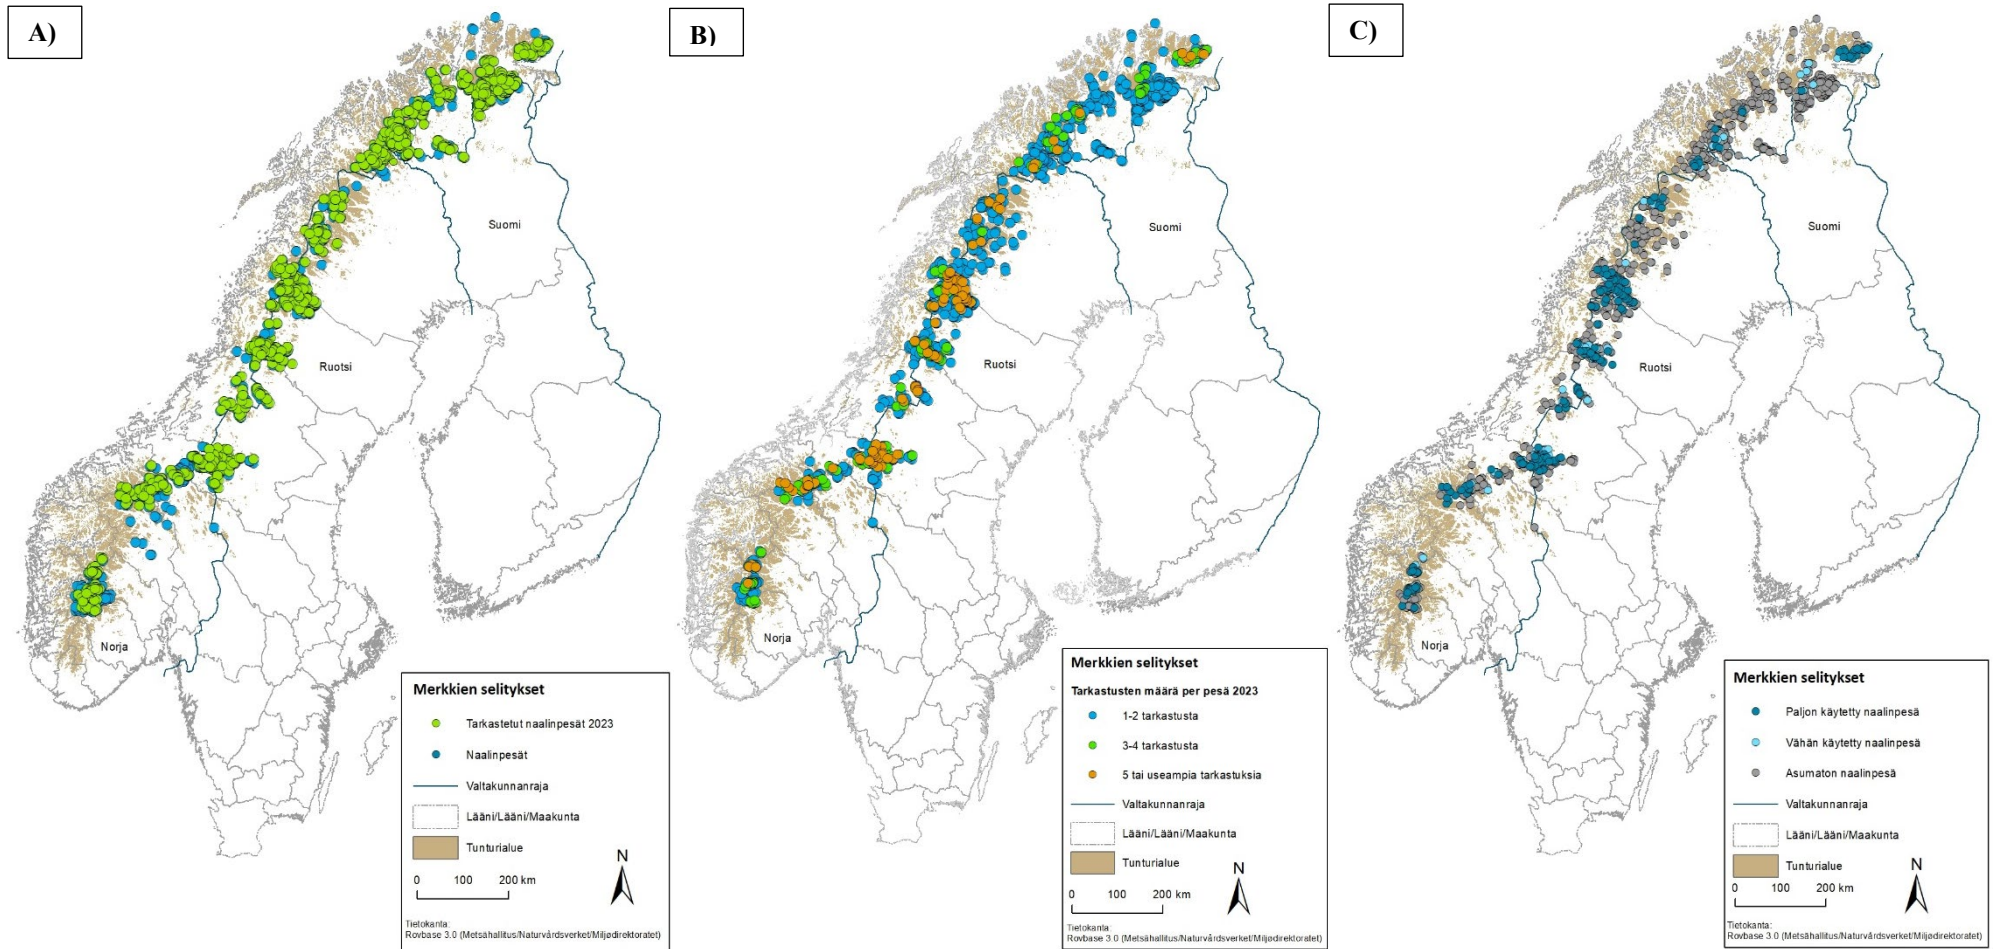 A)
Suomi
Ruotsi
Norja
Merkkien selitykset
Tarkastetut naalinpesät 2023
Naalinpesät
Valtakunnanraja
Lääni/Lääni/Maakunta
Tunturialue
0 100 200 km
N
Tietokanta:
Rovbase 3.0 (Metsähallitus/Naturvårdsverket/Miljødirektoratet)
B)
Suomi
Ruotsi
Norja
Merkkien selitykset
Tarkastusten määrä per pesä 2023
1-2 tarkastusta
3-4 tarkastusta
5 tai useampia tarkastuksia
Valtakunnanraja
Lääni/Lääni/Maakunta
Tunturialue
0 100 200 km
N
Tietokanta:
Rovbase 3.0 (Metsähallitus/Naturvårdsverket/Miljødirektoratet)
C)
Suomi
Ruotsi
Norja
Merkkien selitykset
Paljon käytetty naalinpesä
Vähän käytetty naalinpesä
Asumaton naalinpesä
Valtakunnanraja
Lääni/Lääni/Maakunta
Tunturialue
0 100 200 km
N
Tietokanta:
Rovbase 3.0 (Metsähallitus/Naturvårdsverket/Miljødirektoratet)